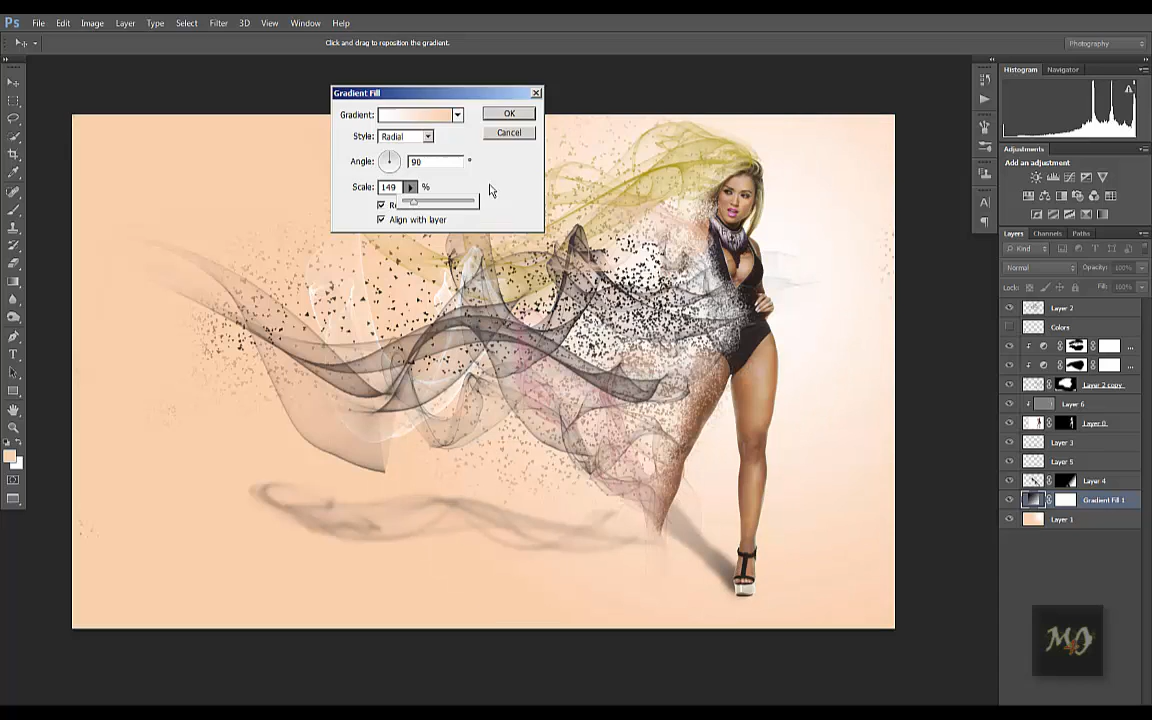 Ps File Edit Image Layer Type Select Filter 3D View Window Help
Click and drag to reposition the gradient.
Photography
Histogram Navigator
Gradient Fill
Gradient:
OK
Style: Radial
Cancel
Angle: 90 °
Scale: 149 %
Align with layer
Adjustments
Add an adjustment
Layers Channels Paths
Kind
Normal Opacity: 100%
Lock: Fill: 100%
Layer 2
Colors
...
...
Layer 2 copy
Layer 6
Layer 0
Layer 3
Layer 5
Layer 4
Gradient Fill 1
Layer 1
MJ